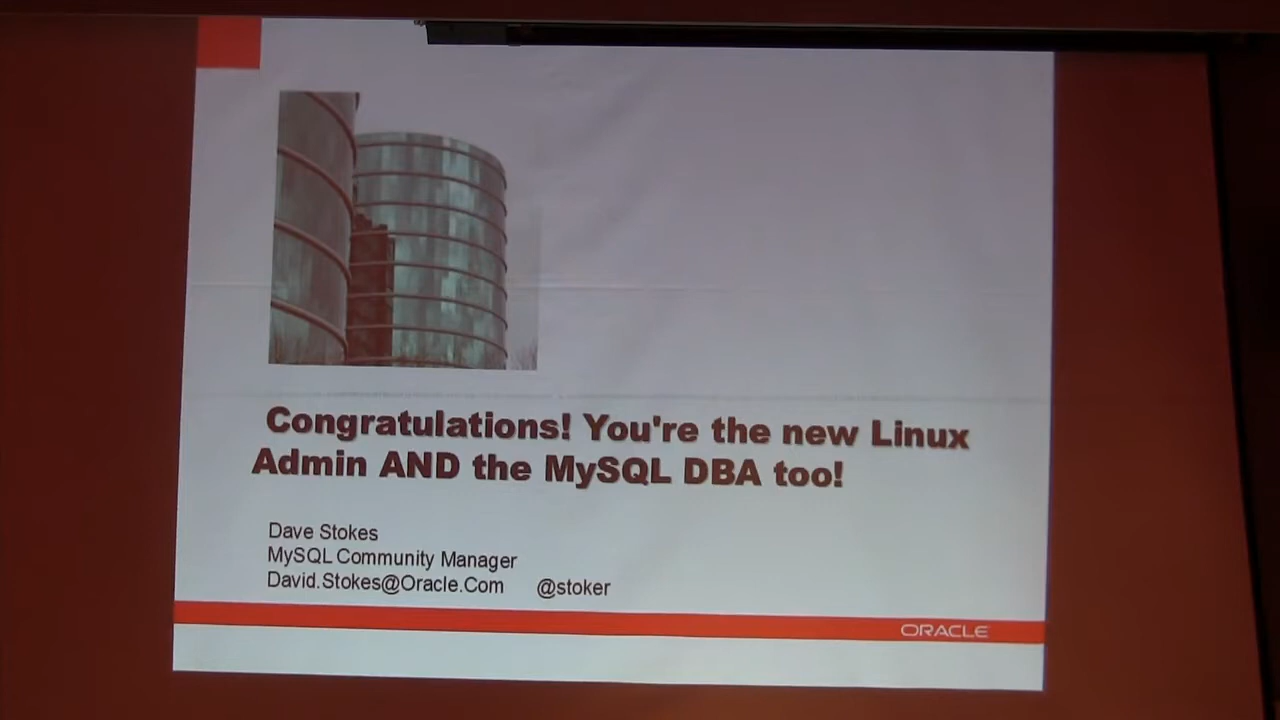 Congratulations! You're the new Linux
Admin AND the MySQL DBA too!
Dave Stokes
MySQL Community Manager
David.Stokes@Oracle.Com @stoker
ORACLE